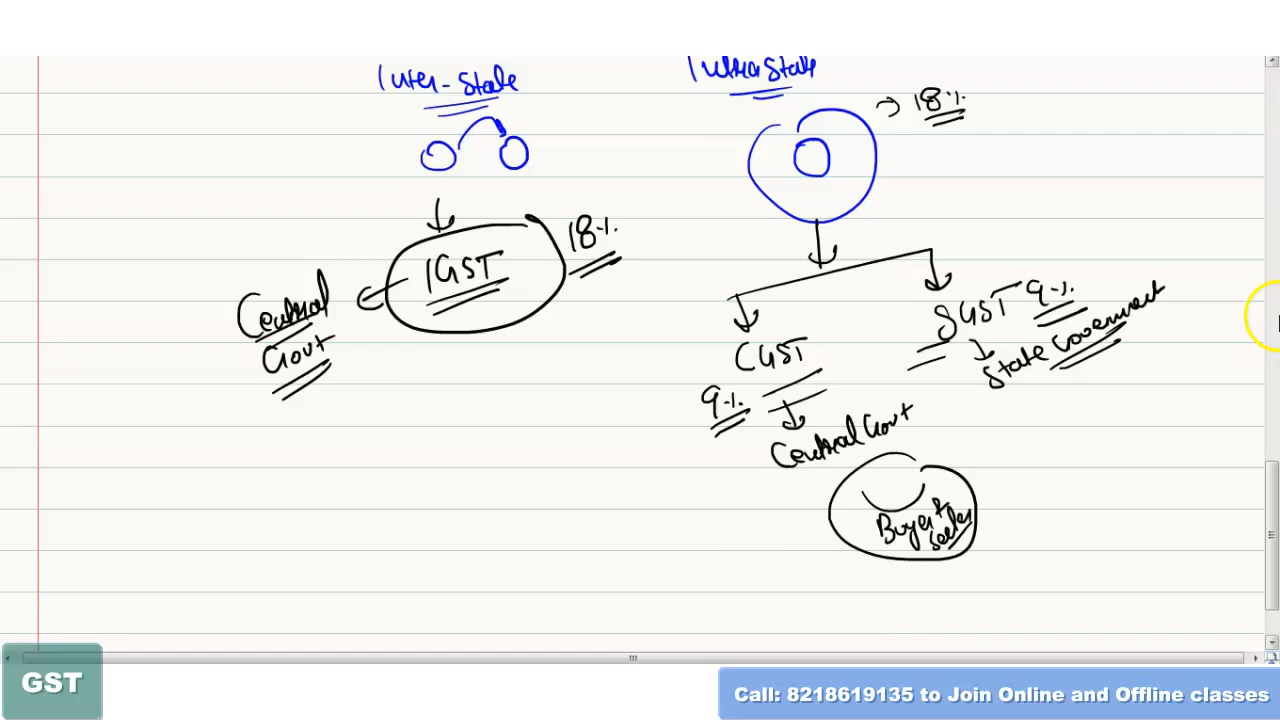 Inter-State
Intra State
18%
18%
IGST
Central
Govt
CGST
9%
Central Govt
SGST 9%
State Government
Buyer &
Seller
GST
Call: 8218619135 to Join Online and Offline classes